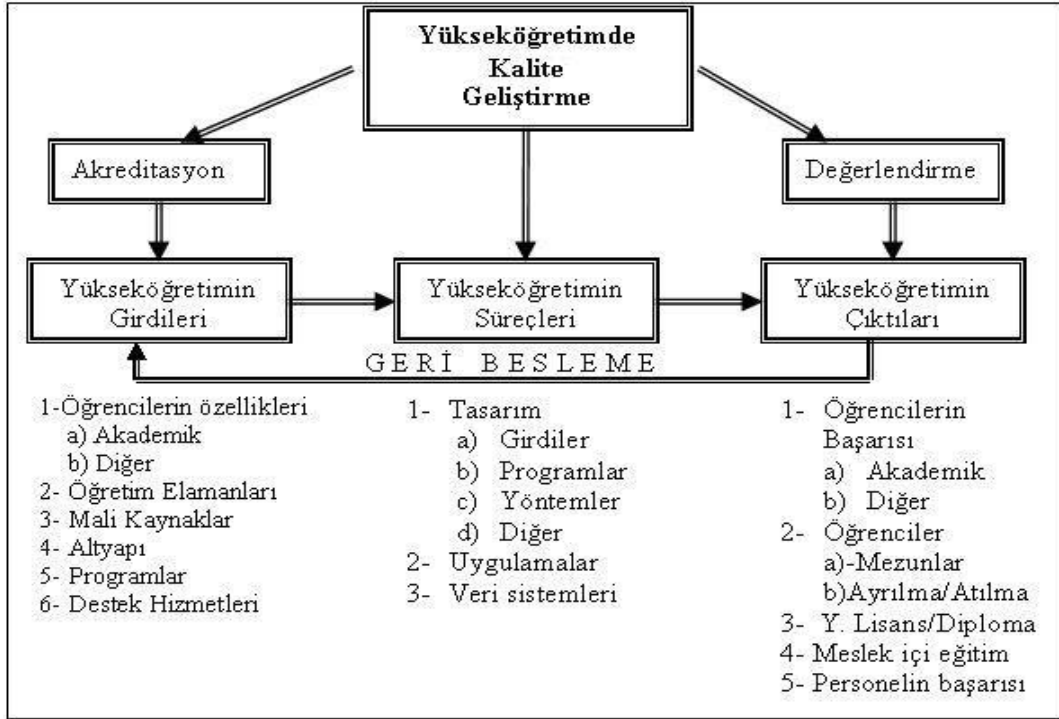 Yükseköğretimde
Kalite
Geliştirme
Akreditasyon
Değerlendirme
Yükseköğretimin
Girdileri
Yükseköğretimin
Süreçleri
Yükseköğretimin
Çıktıları
GERİ BESLEME
1-Öğrencilerin özellikleri
a) Akademik
b) Diğer
2- Öğretim Elamanları
3- Mali Kaynaklar
4- Altyapı
5- Programlar
6- Destek Hizmetleri
1- Tasarım
a) Girdiler
b) Programlar
c) Yöntemler
d) Diğer
2- Uygulamalar
3- Veri sistemleri
1- Öğrencilerin
Başarısı
a) Akademik
b) Diğer
2- Öğrenciler
a)-Mezunlar
b)Ayrılma/Atılma
3- Y. Lisans/Diploma
4- Meslek içi eğitim
5- Personelin başarısı